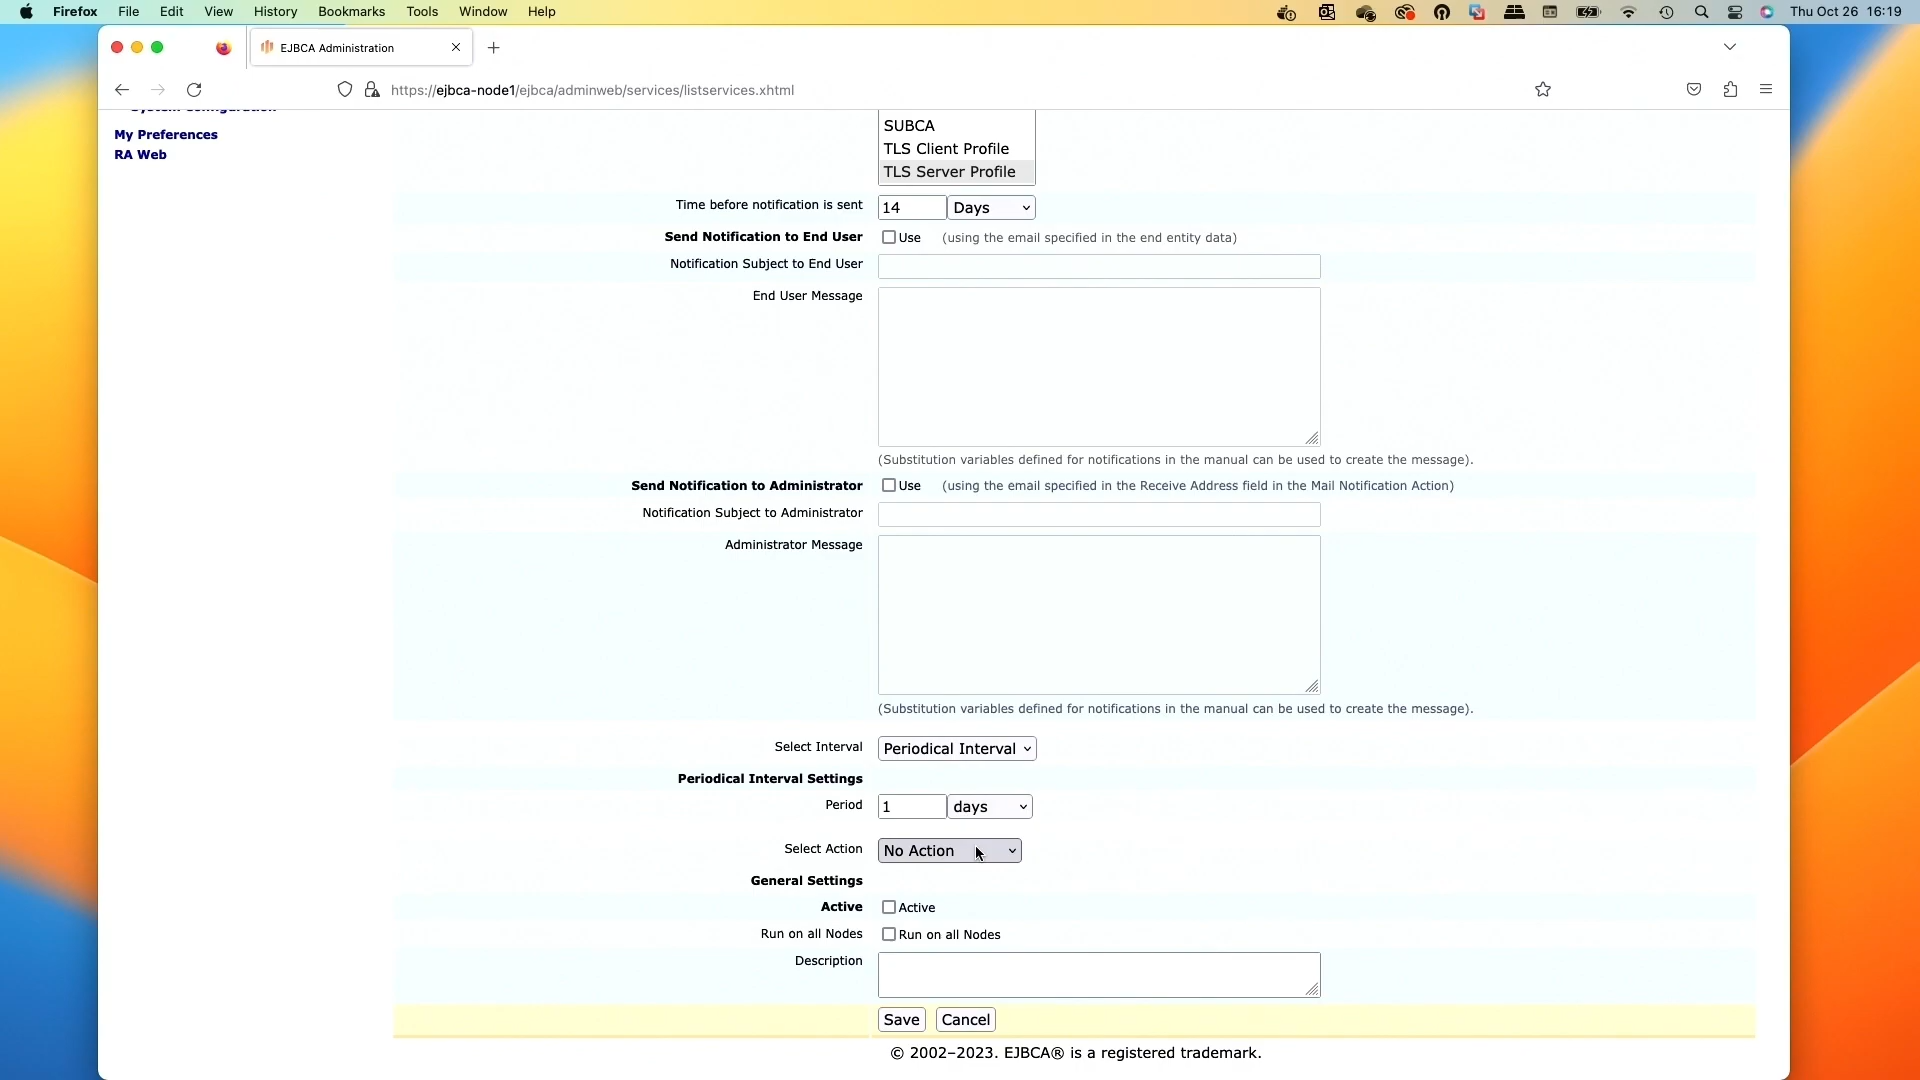 Firefox File Edit View History Bookmarks Tools Window Help Thu Oct 26 16:19
EJBCA Administration
https://ejbca-node1/ejbca/adminweb/services/listservices.xhtml
System Configuration
My Preferences
RA Web
SUBCA
TLS Client Profile
TLS Server Profile
Time before notification is sent 14 Days
Send Notification to End User Use (using the email specified in the end entity data)
Notification Subject to End User
End User Message
(Substitution variables defined for notifications in the manual can be used to create the message).
Send Notification to Administrator Use (using the email specified in the Receive Address field in the Mail Notification Action)
Notification Subject to Administrator
Administrator Message
(Substitution variables defined for notifications in the manual can be used to create the message).
Select Interval Periodical Interval
Periodical Interval Settings
Period 1 days
Select Action No Action
General Settings
Active Active
Run on all Nodes Run on all Nodes
Description
Save Cancel
© 2002–2023. EJBCA® is a registered trademark.